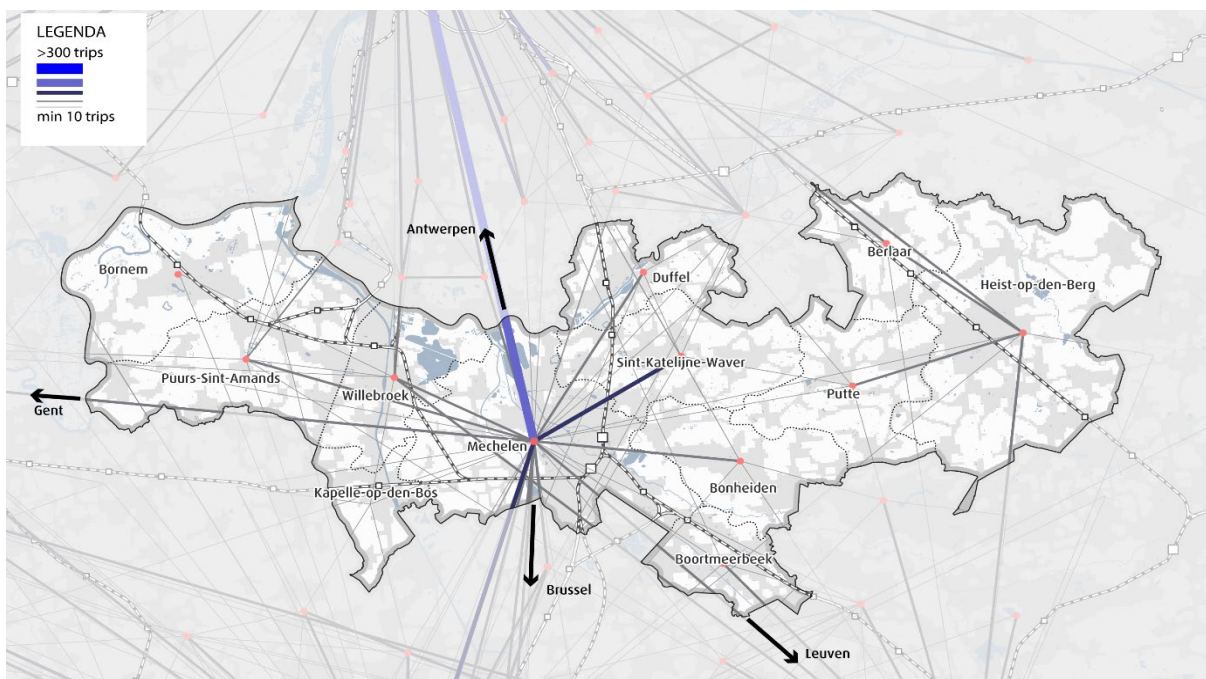 LEGENDA
>300 trips
min 10 trips
Antwerpen
Berlaar
Bornem
Duffel
Heist-op-den-Berg
Sint-Katelijne-Waver
Puurs-Sint-Amands
Willebroek
Putte
Gent
Mechelen
Kapelle-op-den-Bos
Bonheiden
Boortmeerbeek
Brussel
Leuven